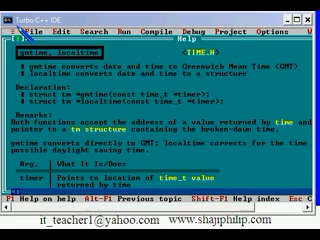 Turbo C++ IDE
≡ File Edit Search Run Compile Debug Project Options
Help
gmtime, localtime <TIME.H>
gmtime converts date and time to Greenwich Mean Time (GMT)
localtime converts date and time to a structure
Declaration:
struct tm *gmtime(const time_t *timer);
struct tm *localtime(const time_t *timer);
Remarks:
Both functions accept the address of a value returned by time and
pointer to a tm structure containing the broken-down time.
gmtime converts directly to GMT; localtime corrects for the time
possible daylight saving time.
Arg. What It Is/Does
timer Points to location of time_t value
returned by time
F1 Help on help Alt-F1 Previous topic Shift-F1 Help index Esc C
it_teacher1@yahoo.com www.shajiphilip.com